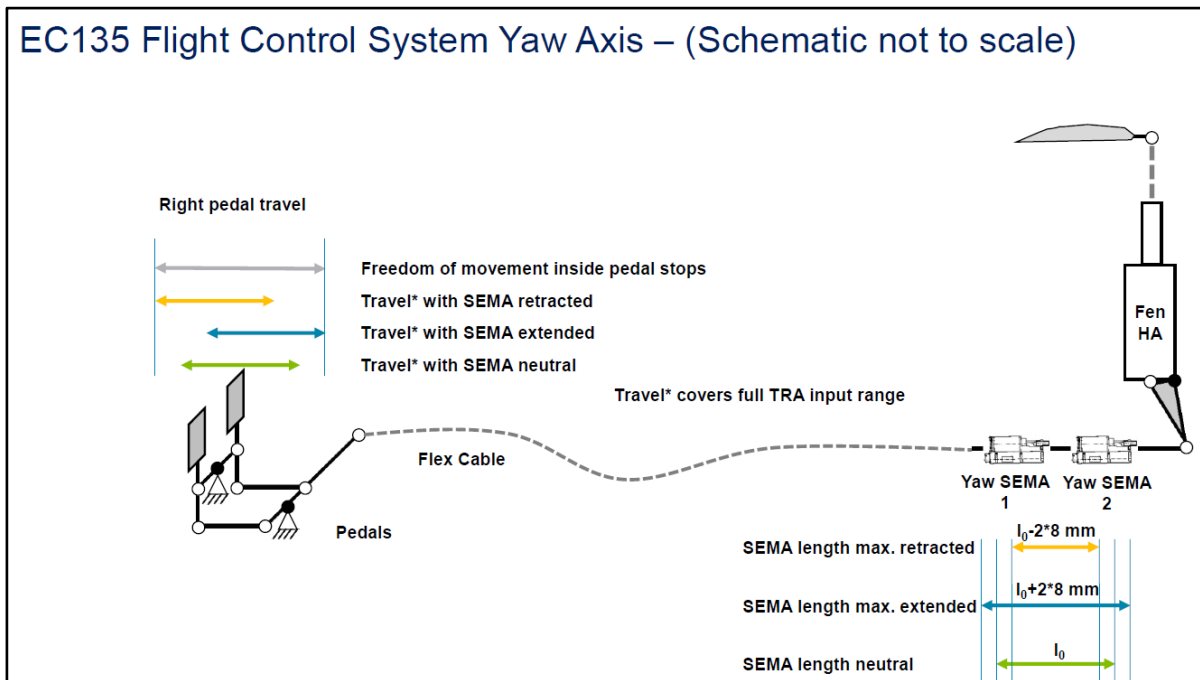 EC135 Flight Control System Yaw Axis – (Schematic not to scale)
Right pedal travel
Freedom of movement inside pedal stops
Travel* with SEMA retracted
Travel* with SEMA extended
Travel* with SEMA neutral
Fen
HA
Travel* covers full TRA input range
Flex Cable
Pedals
Yaw SEMA
1
Yaw SEMA
2
SEMA length max. retracted
l₀-2*8 mm
SEMA length max. extended
l₀+2*8 mm
SEMA length neutral
l₀